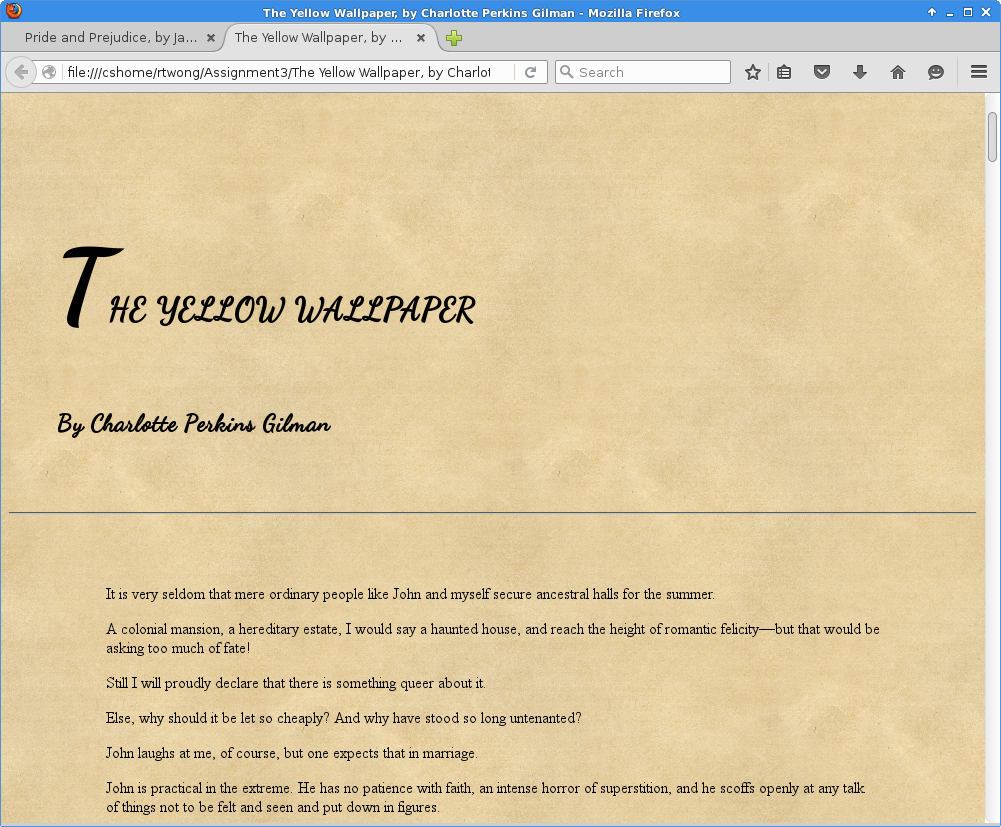 The Yellow Wallpaper, by Charlotte Perkins Gilman - Mozilla Firefox
Pride and Prejudice, by Ja...
The Yellow Wallpaper, by ...
file:///cshome/rtwong/Assignment3/The Yellow Wallpaper, by Charlot
Search
THE YELLOW WALLPAPER
By Charlotte Perkins Gilman
It is very seldom that mere ordinary people like John and myself secure ancestral halls for the summer.
A colonial mansion, a hereditary estate, I would say a haunted house, and reach the height of romantic felicity—but that would be
asking too much of fate!
Still I will proudly declare that there is something queer about it.
Else, why should it be let so cheaply? And why have stood so long untenanted?
John laughs at me, of course, but one expects that in marriage.
John is practical in the extreme. He has no patience with faith, an intense horror of superstition, and he scoffs openly at any talk
of things not to be felt and seen and put down in figures.